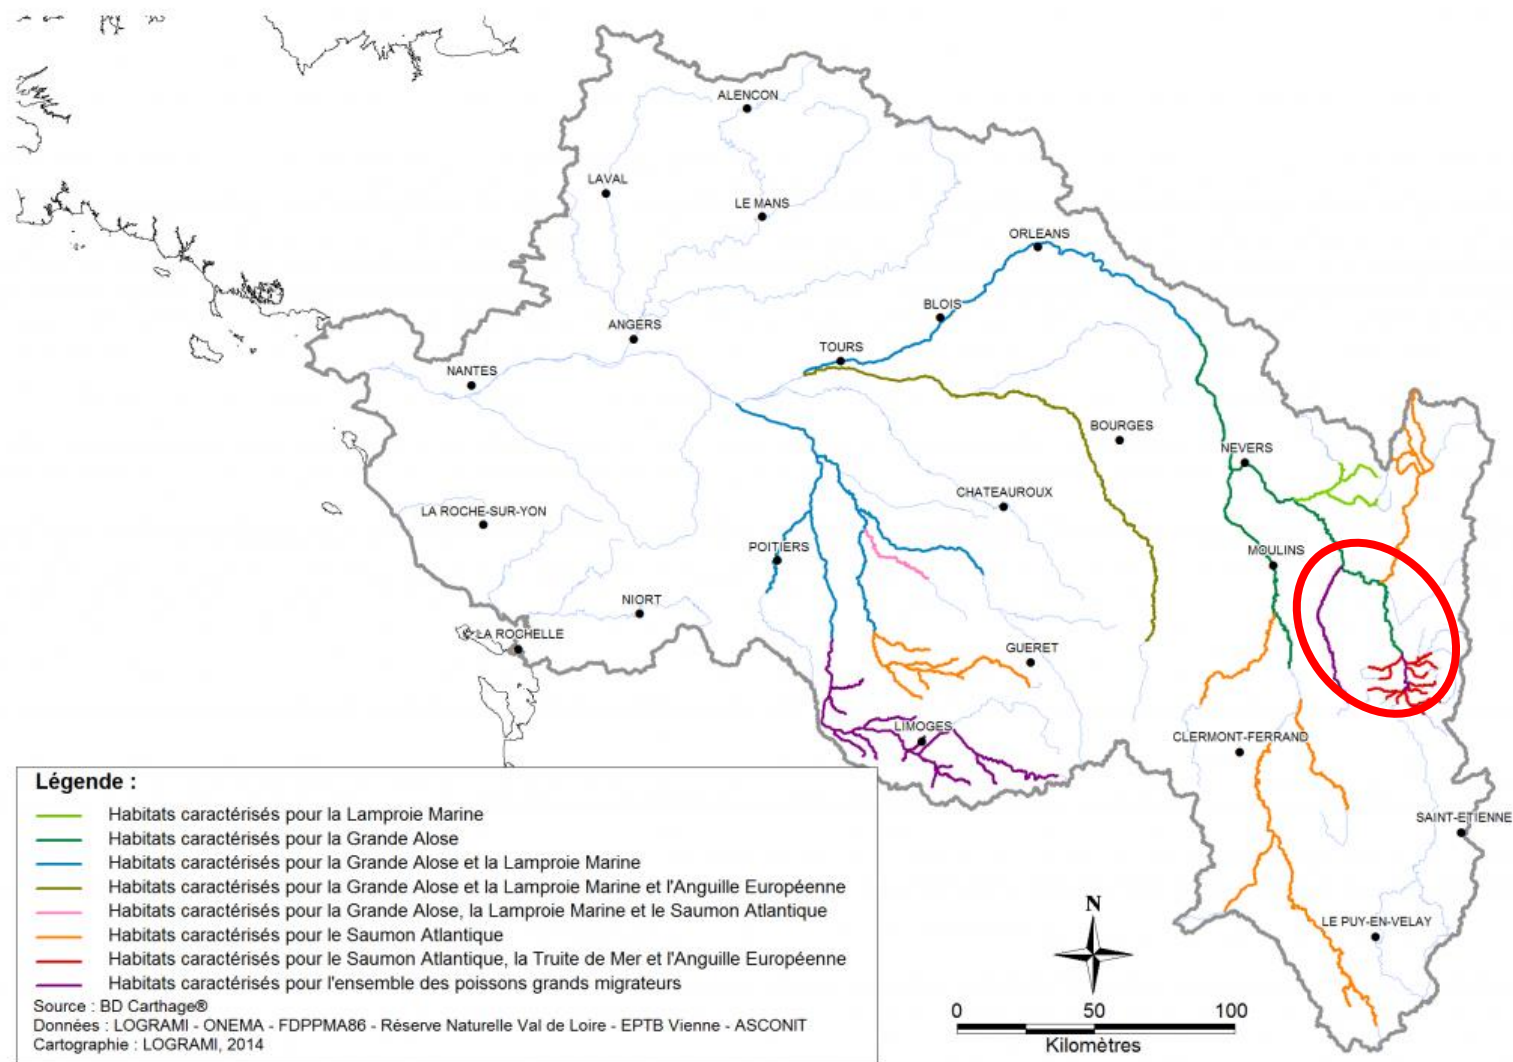 ALENCON
LAVAL
LE MANS
ORLEANS
BLOIS
ANGERS
TOURS
NANTES
BOURGES
NEVERS
CHATEAUROUX
LA ROCHE-SUR-YON
POITIERS
MOULINS
NIORT
LA ROCHELLE
GUERET
LIMOGES
CLERMONT-FERRAND
SAINT-ETIENNE
LE PUY-EN-VELAY
Légende :
Habitats caractérisés pour la Lamproie Marine
Habitats caractérisés pour la Grande Alose
Habitats caractérisés pour la Grande Alose et la Lamproie Marine
Habitats caractérisés pour la Grande Alose et la Lamproie Marine et l'Anguille Européenne
Habitats caractérisés pour la Grande Alose, la Lamproie Marine et le Saumon Atlantique
Habitats caractérisés pour le Saumon Atlantique
Habitats caractérisés pour le Saumon Atlantique, la Truite de Mer et l'Anguille Européenne
Habitats caractérisés pour l'ensemble des poissons grands migrateurs
Source : BD Carthage®
Données : LOGRAMI - ONEMA - FDPPMA86 - Réserve Naturelle Val de Loire - EPTB Vienne - ASCONIT
Cartographie : LOGRAMI, 2014
N
0 50 100
Kilomètres